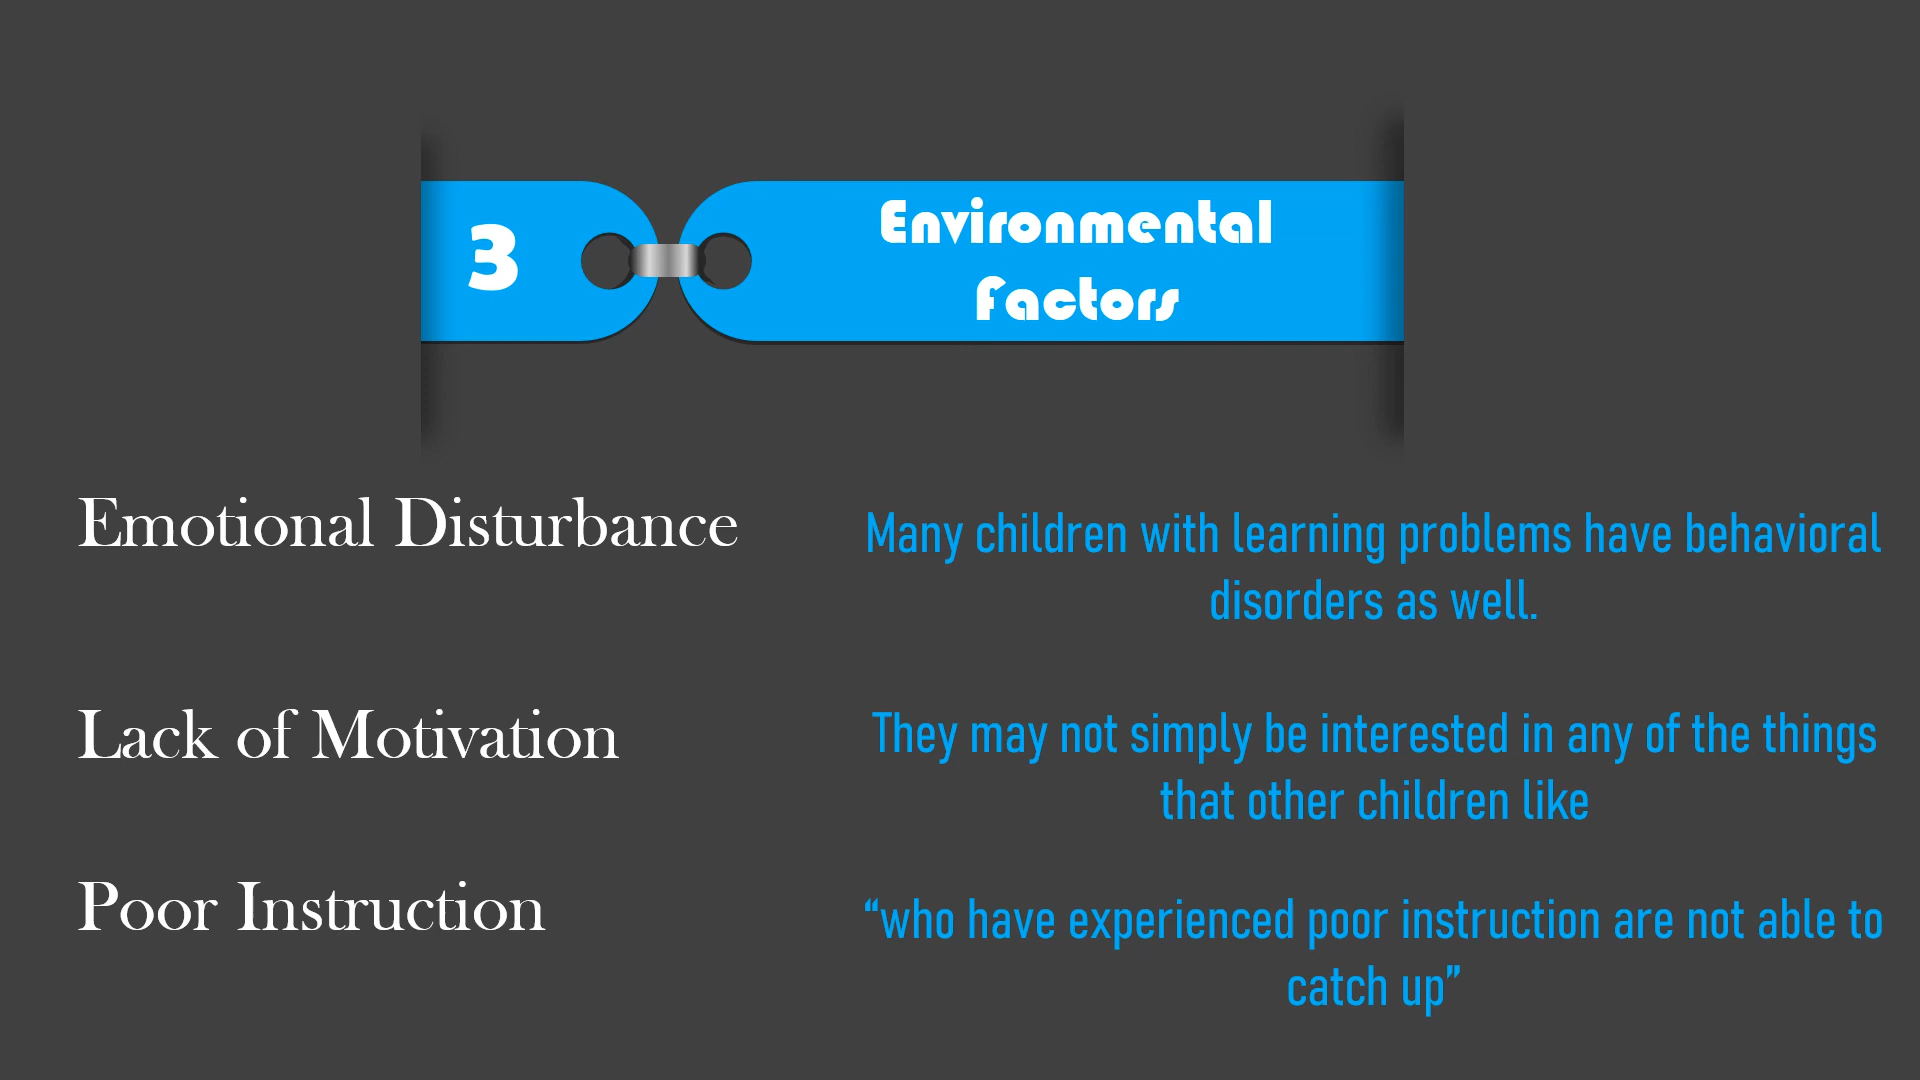 3
Environmental
Factors
Emotional Disturbance
Many children with learning problems have behavioral
disorders as well.
Lack of Motivation
They may not simply be interested in any of the things
that other children like
Poor Instruction
“who have experienced poor instruction are not able to
catch up”